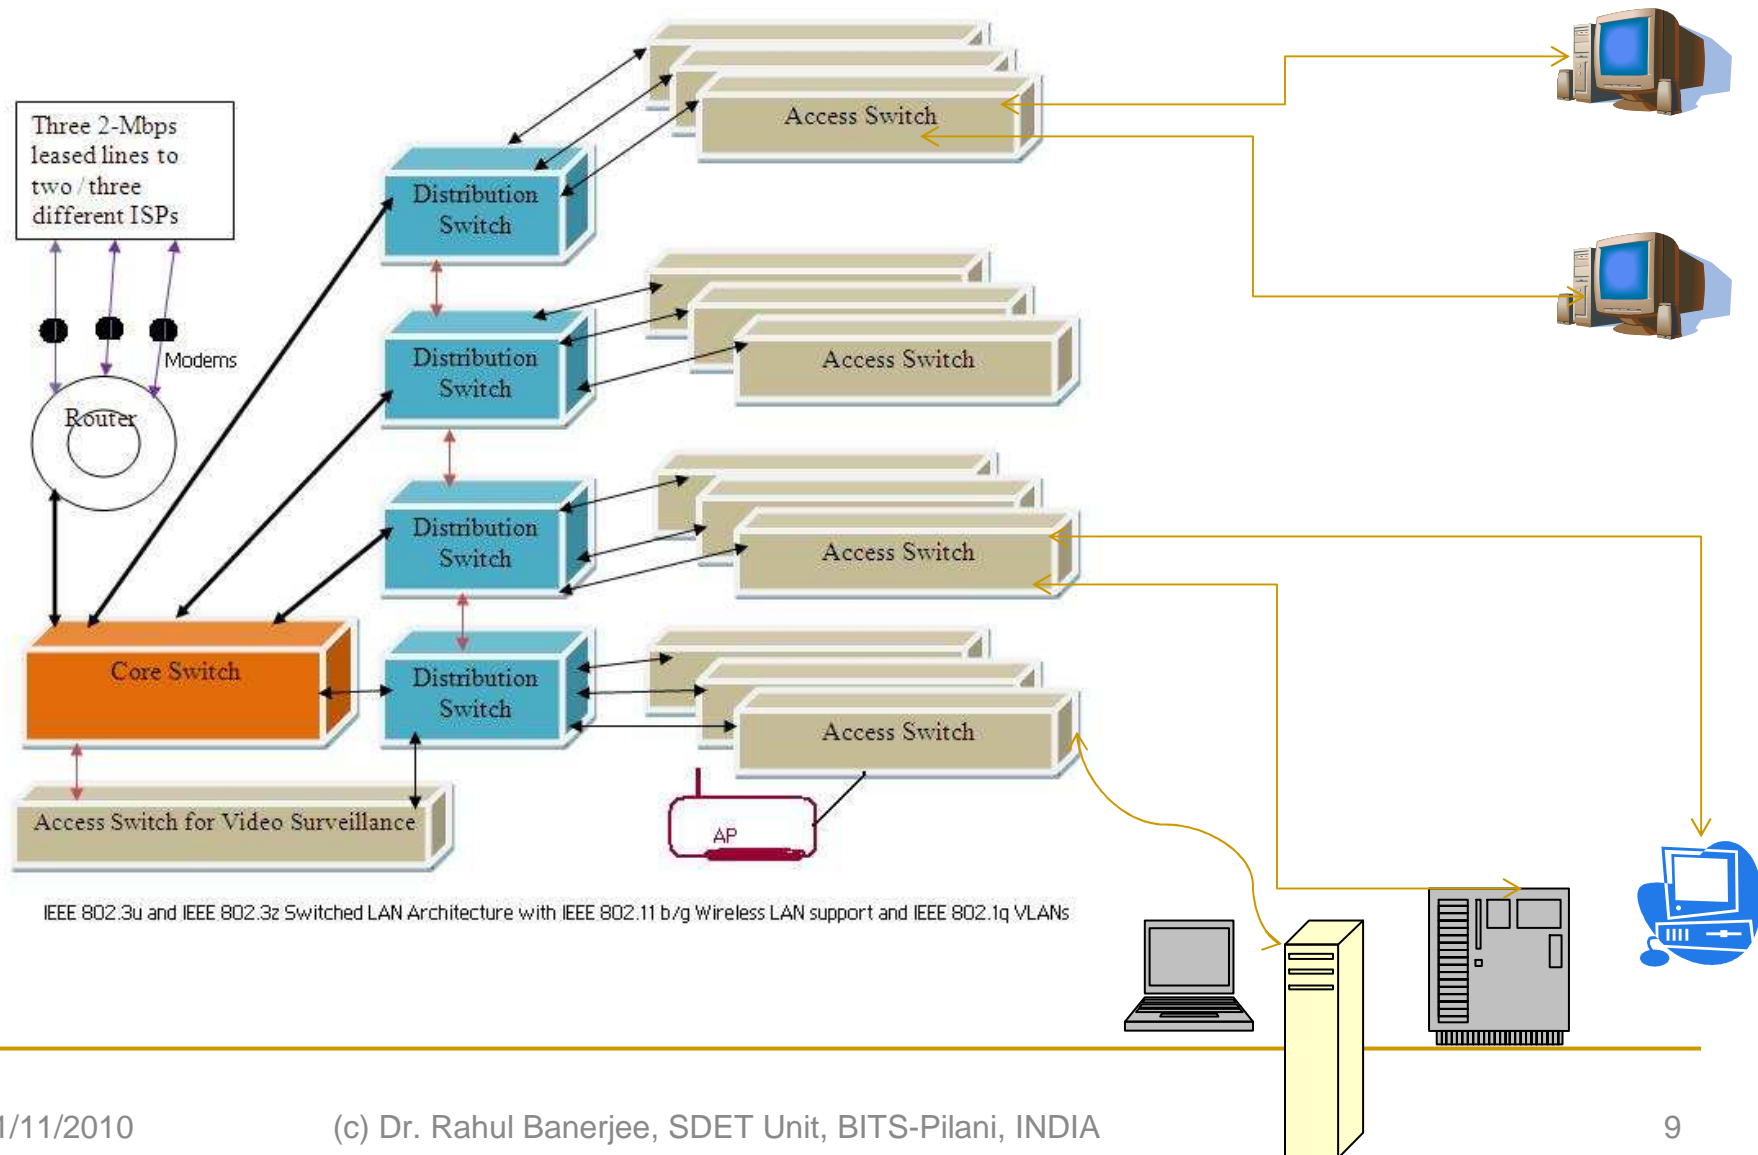 Three 2-Mbps
leased lines to
two / three
different ISPs
Modems
Router
Distribution
Switch
Access Switch
Distribution
Switch
Access Switch
Distribution
Switch
Access Switch
Core Switch
Distribution
Switch
Access Switch
Access Switch for Video Surveillance
AP
IEEE 802.3u and IEEE 802.3z Switched LAN Architecture with IEEE 802.11 b/g Wireless LAN support and IEEE 802.1q VLANs
1/11/2010
(c) Dr. Rahul Banerjee, SDET Unit, BITS-Pilani, INDIA
9